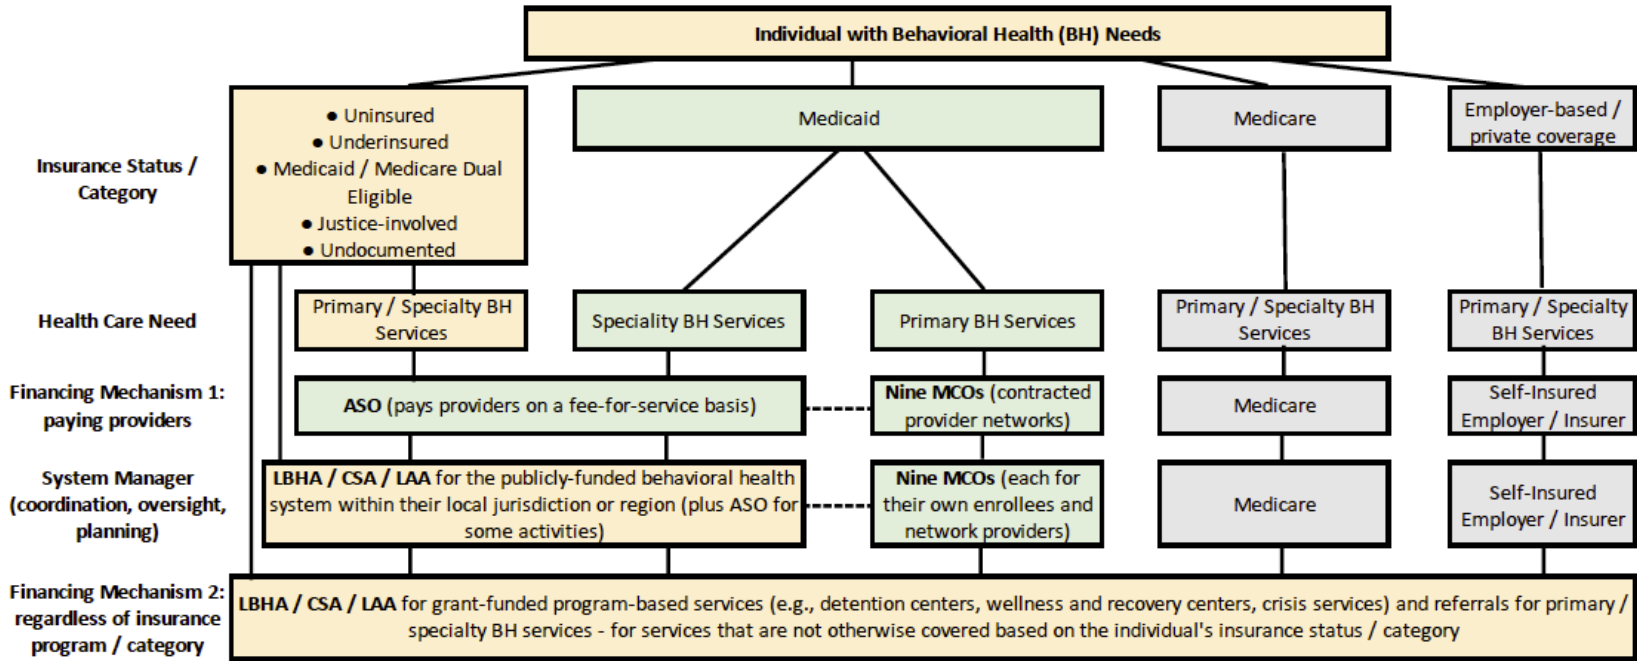 Individual with Behavioral Health (BH) Needs
Insurance Status /
Category
● Uninsured
● Underinsured
● Medicaid / Medicare Dual
Eligible
● Justice-involved
● Undocumented
Medicaid
Medicare
Employer-based /
private coverage
Health Care Need
Primary / Specialty BH
Services
Speciality BH Services
Primary BH Services
Primary / Specialty BH
Services
Primary / Specialty
BH Services
Financing Mechanism 1:
paying providers
ASO (pays providers on a fee-for-service basis)
Nine MCOs (contracted
provider networks)
Medicare
Self-Insured
Employer / Insurer
System Manager
(coordination, oversight,
planning)
LBHA / CSA / LAA for the publicly-funded behavioral health
system within their local jurisdiction or region (plus ASO for
some activities)
Nine MCOs (each for
their own enrollees and
network providers)
Medicare
Self-Insured
Employer / Insurer
Financing Mechanism 2:
regardless of insurance
program / category
LBHA / CSA / LAA for grant-funded program-based services (e.g., detention centers, wellness and recovery centers, crisis services) and referrals for primary /
specialty BH services - for services that are not otherwise covered based on the individual's insurance status / category